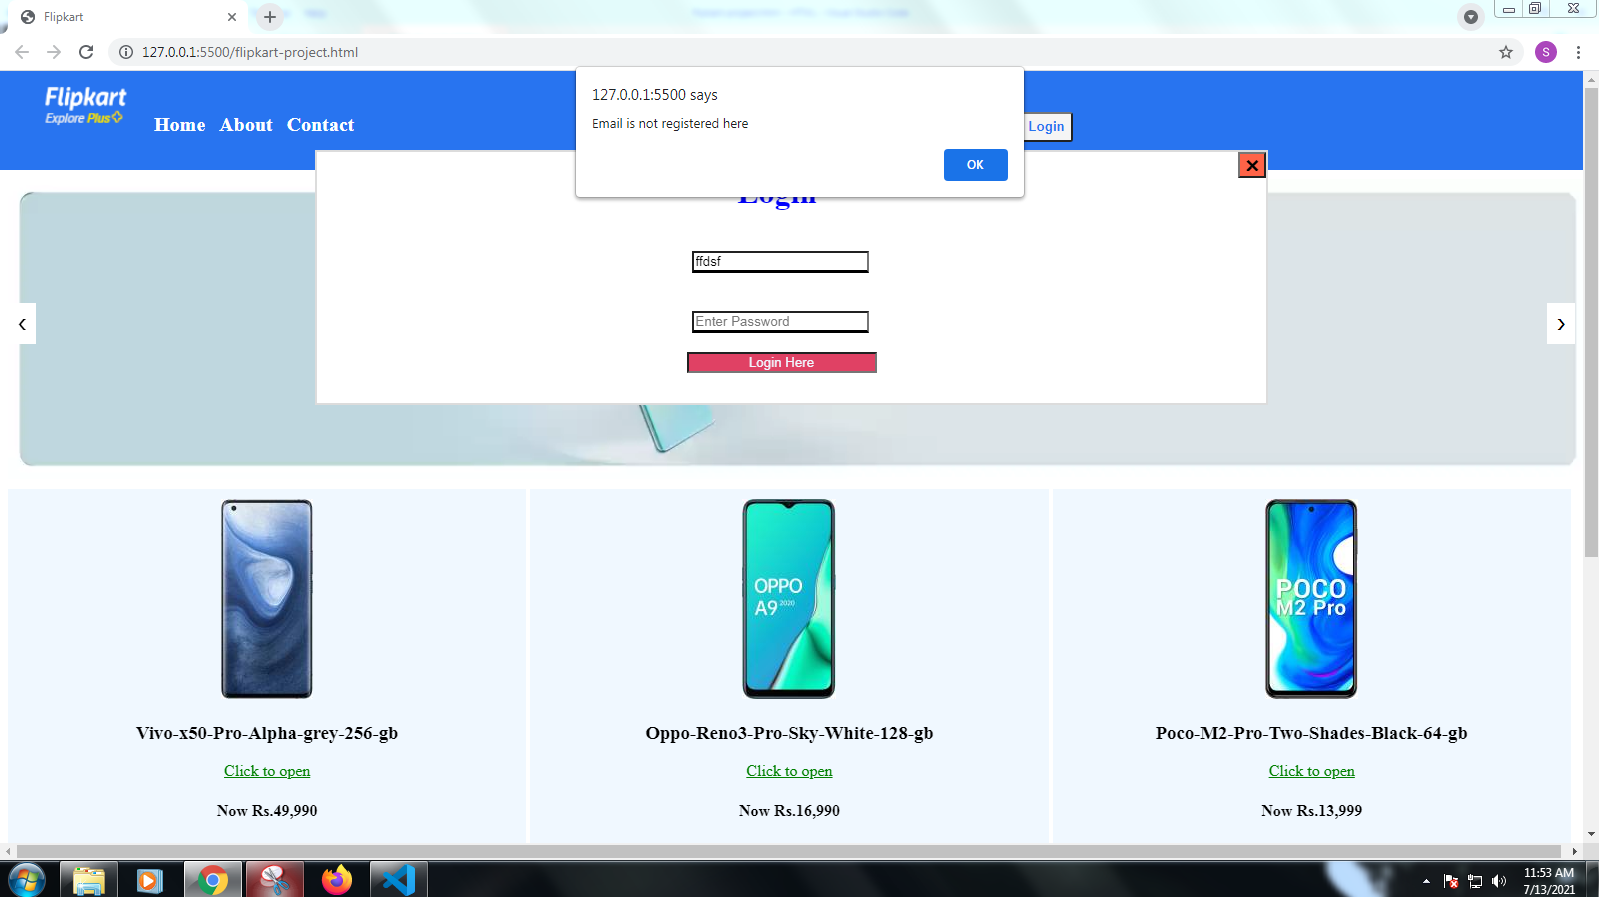 Flipkart
127.0.0.1:5500/flipkart-project.html
S
Flipkart
Explore Plus
Home About Contact
Login
127.0.0.1:5500 says
Email is not registered here
OK
Login
ffdsf
Enter Password
Login Here
OPPO
A9 2020
POCO
M2 Pro
Vivo-x50-Pro-Alpha-grey-256-gb
Oppo-Reno3-Pro-Sky-White-128-gb
Poco-M2-Pro-Two-Shades-Black-64-gb
Click to open
Click to open
Click to open
Now Rs.49,990
Now Rs.16,990
Now Rs.13,999
11:53 AM
7/13/2021